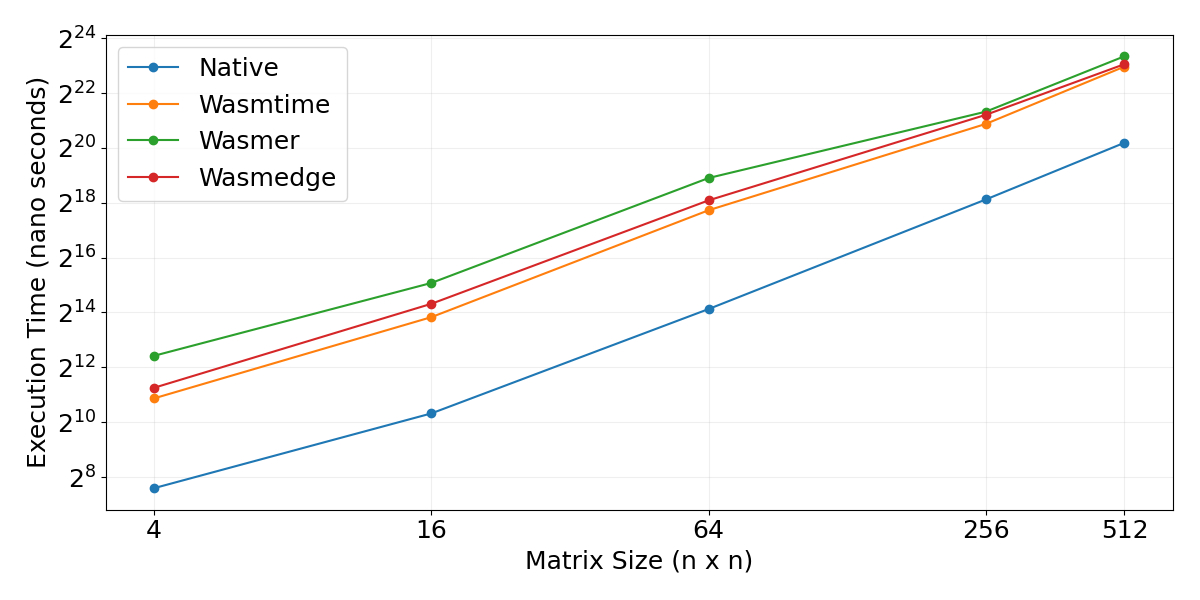 2^24
2^22
2^20
2^18
2^16
2^14
2^12
2^10
2^8
Execution Time (nano seconds)
Native
Wasmtime
Wasmer
Wasmedge
4 16 64 256 512
Matrix Size (n x n)